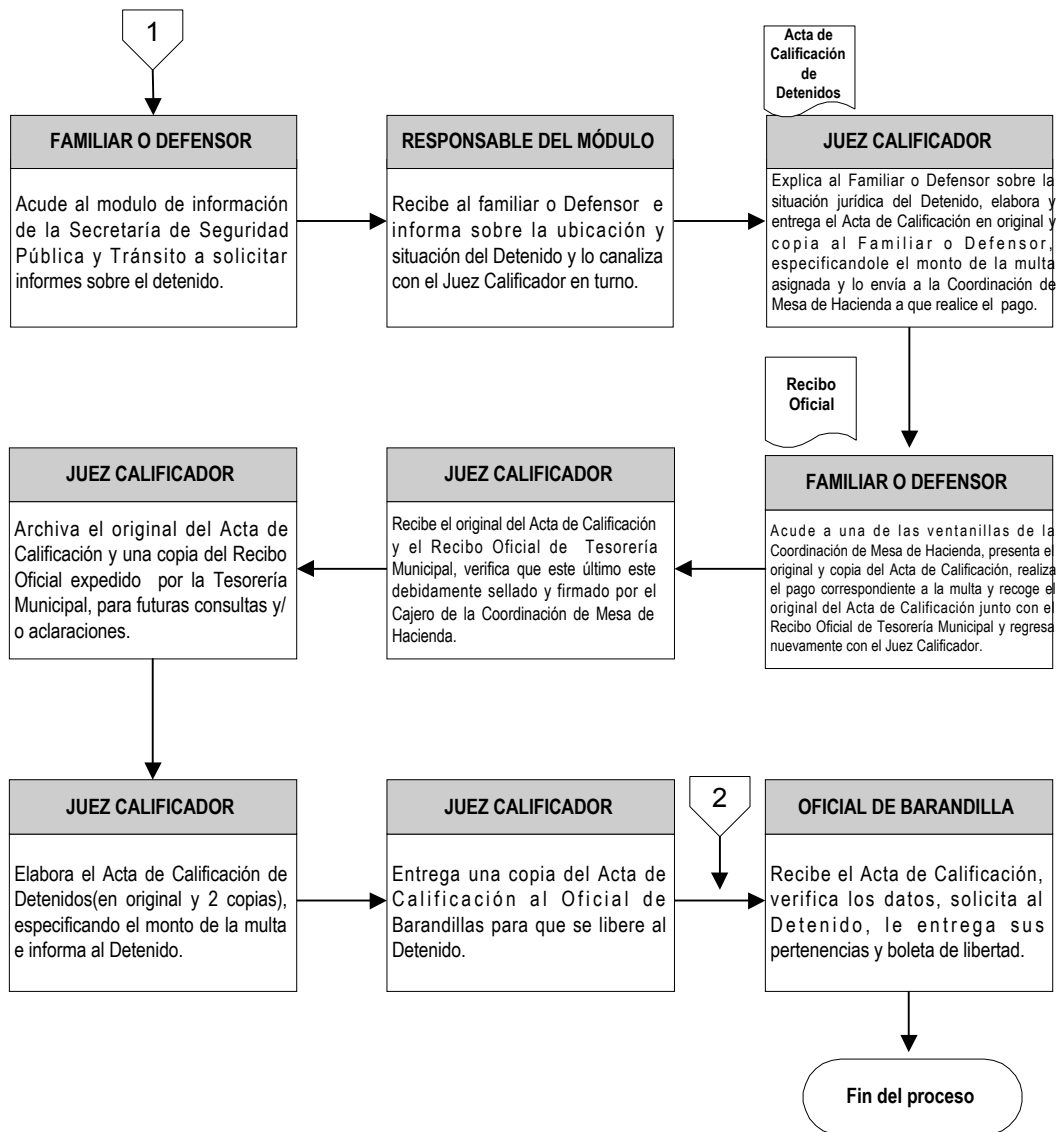 1
FAMILIAR O DEFENSOR
Acude al modulo de información
de la Secretaría de Seguridad
Pública y Tránsito a solicitar
informes sobre el detenido.
RESPONSABLE DEL MÓDULO
Recibe al familiar o Defensor e
informa sobre la ubicación y
situación del Detenido y lo canaliza
con el Juez Calificador en turno.
Acta de
Calificación
de
Detenidos
JUEZ CALIFICADOR
Explica al Familiar o Defensor sobre la
situación jurídica del Detenido, elabora y
entrega el Acta de Calificación en original y
copia al Familiar o Defensor,
especificandole el monto de la multa
asignada y lo envía a la Coordinación de
Mesa de Hacienda a que realice el pago.
Recibo
Oficial
FAMILIAR O DEFENSOR
Acude a una de las ventanillas de la
Coordinación de Mesa de Hacienda, presenta el
original y copia del Acta de Calificación, realiza
el pago correspondiente a la multa y recoge el
original del Acta de Calificación junto con el
Recibo Oficial de Tesorería Municipal y regresa
nuevamente con el Juez Calificador.
JUEZ CALIFICADOR
Recibe el original del Acta de Calificación
y el Recibo Oficial de Tesorería
Municipal, verifica que este último este
debidamente sellado y firmado por el
Cajero de la Coordinación de Mesa de
Hacienda.
JUEZ CALIFICADOR
Archiva el original del Acta de
Calificación y una copia del Recibo
Oficial expedido por la Tesorería
Municipal, para futuras consultas y/
o aclaraciones.
JUEZ CALIFICADOR
Elabora el Acta de Calificación de
Detenidos(en original y 2 copias),
especificando el monto de la multa
e informa al Detenido.
JUEZ CALIFICADOR
Entrega una copia del Acta de
Calificación al Oficial de
Barandillas para que se libere al
Detenido.
2
OFICIAL DE BARANDILLA
Recibe el Acta de Calificación,
verifica los datos, solicita al
Detenido, le entrega sus
pertenencias y boleta de libertad.
Fin del proceso